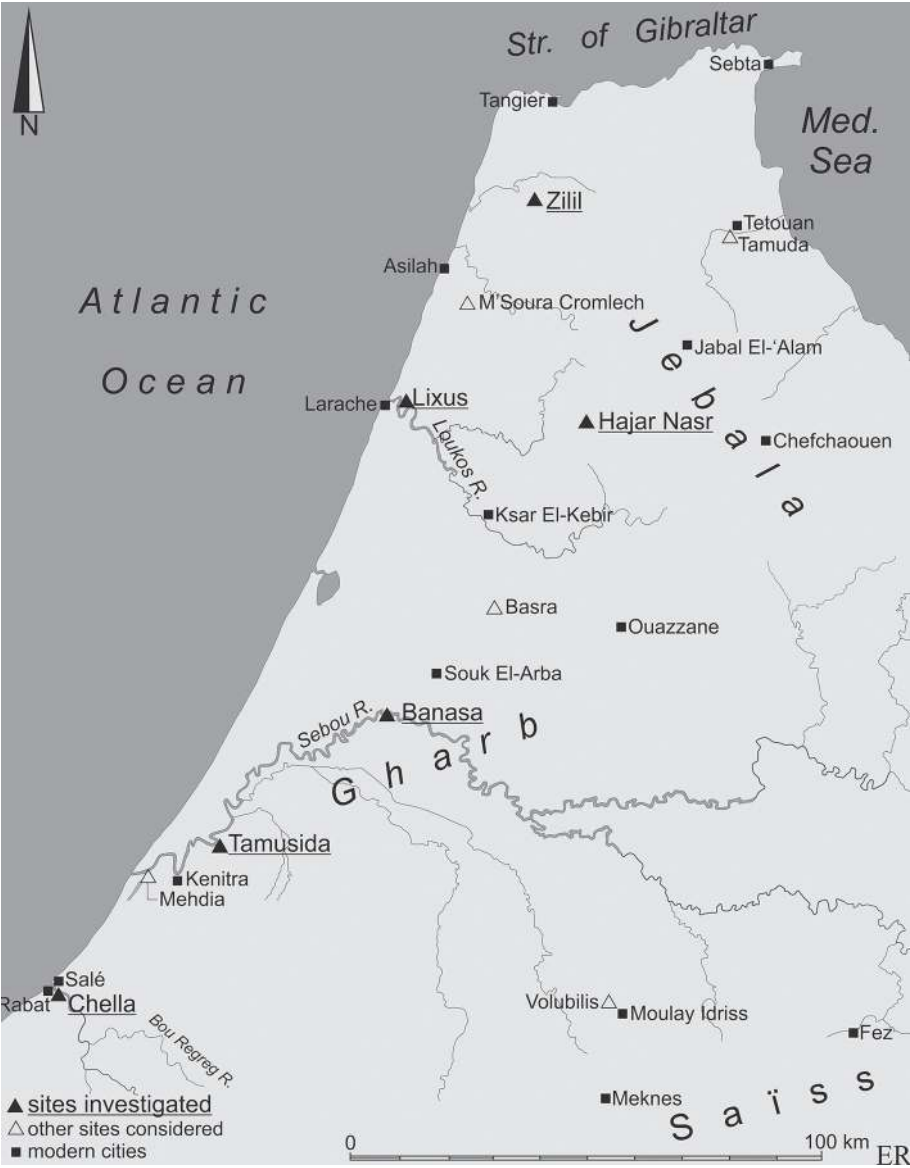 Str. of Gibraltar
Sebta
Tangier
Med.
Sea
N
Zilil
Tetouan
Tamuda
Asilah
Atlantic
Ocean
M'Soura Cromlech
Jebala
Jabal El-'Alam
Larache
Lixus
Hajar Nasr
Chefchaouen
Loukos R.
Ksar El-Kebir
Basra
Ouazzane
Souk El-Arba
Banasa
Sebou R.
Gharb
Tamusida
Kenitra
Mehdia
Salé
Rabat
Chella
Volubilis
Moulay Idriss
Bou Regreg R.
Fez
Meknes
Saïss
sites investigated
other sites considered
modern cities
0
100 km
ER